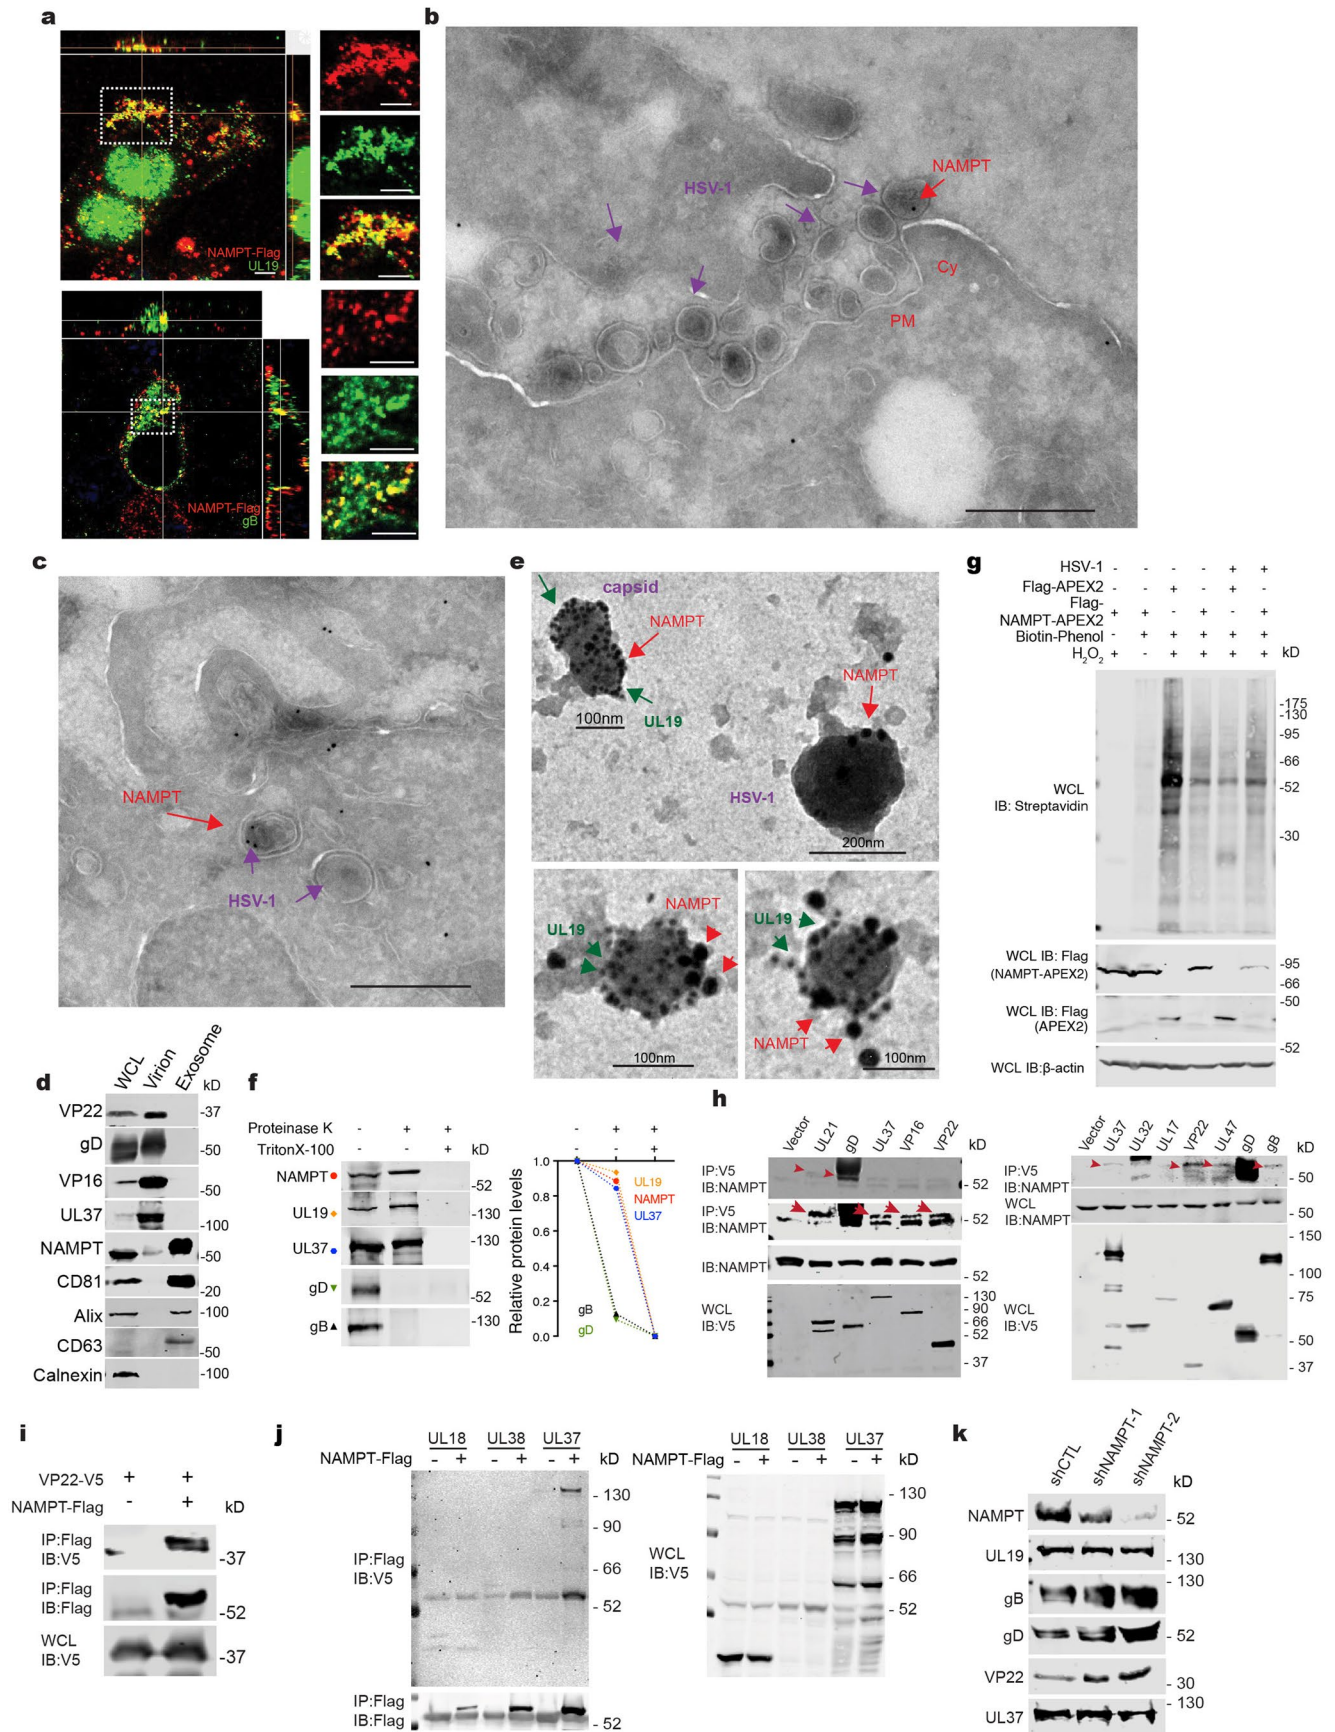 a
NAMPT-Flag
UL19
NAMPT-Flag
gB
b
NAMPT
HSV-1
Cy
PM
c
NAMPT
HSV-1
d
WCL
Virion
Exosome
kD
VP22
-37
gD
-50
VP16
-50
UL37
-100
NAMPT
-50
CD81
-20
Alix
-100
CD63
-50
Calnexin
-100
e
capsid
NAMPT
UL19
100nm
NAMPT
HSV-1
200nm
UL19
NAMPT
100nm
UL19
NAMPT
100nm
f
Proteinase K - + +
TritonX-100 - - + kD
NAMPT
-52
UL19
-130
UL37
-130
gD
-52
gB
-130
- + +
- - +
Relative protein levels
1.0
0.8
0.6
0.4
0.2
0.0
UL19
NAMPT
UL37
gB
gD
g
HSV-1 - - - - + +
Flag-APEX2 - - + - + -
Flag-
NAMPT-APEX2 + + - + - +
Biotin-Phenol - + + + + +
H2O2 + - + + + + kD
-175
-130
-95
-66
-52
-30
WCL
IB: Streptavidin
WCL IB: Flag
(NAMPT-APEX2)
-95
-66
WCL IB: Flag
(APEX2)
-50
WCL IB:β-actin
-52
h
Vector UL21 gD UL37 VP16 VP22 kD
IP:V5
IB:NAMPT
- 52
IP:V5
IB:NAMPT
- 52
IB:NAMPT
- 52
WCL
IB:V5
- 130
- 90
- 66
- 52
- 37
Vector UL37 UL32 UL17 VP22 UL47 gD gB kD
IP:V5
IB:NAMPT
- 50
WCL
IB:NAMPT
- 50
WCL
IB:V5
- 150
- 100
- 75
- 50
- 37
i
VP22-V5 + +
NAMPT-Flag - + kD
IP:Flag
IB:V5
-37
IP:Flag
IB:Flag
-52
WCL
IB:V5
-37
j
UL18 UL38 UL37
NAMPT-Flag - + - + - + kD
IP:Flag
IB:V5
- 130
- 90
- 66
- 52
IP:Flag
IB:Flag
- 52
UL18 UL38 UL37
NAMPT-Flag - + - + - + kD
WCL
IB:V5
- 130
- 90
- 66
- 52
k
shCTL
shNAMPT-1
shNAMPT-2
kD
NAMPT
- 52
UL19
- 130
gB
- 130
gD
- 52
VP22
- 30
UL37
- 130